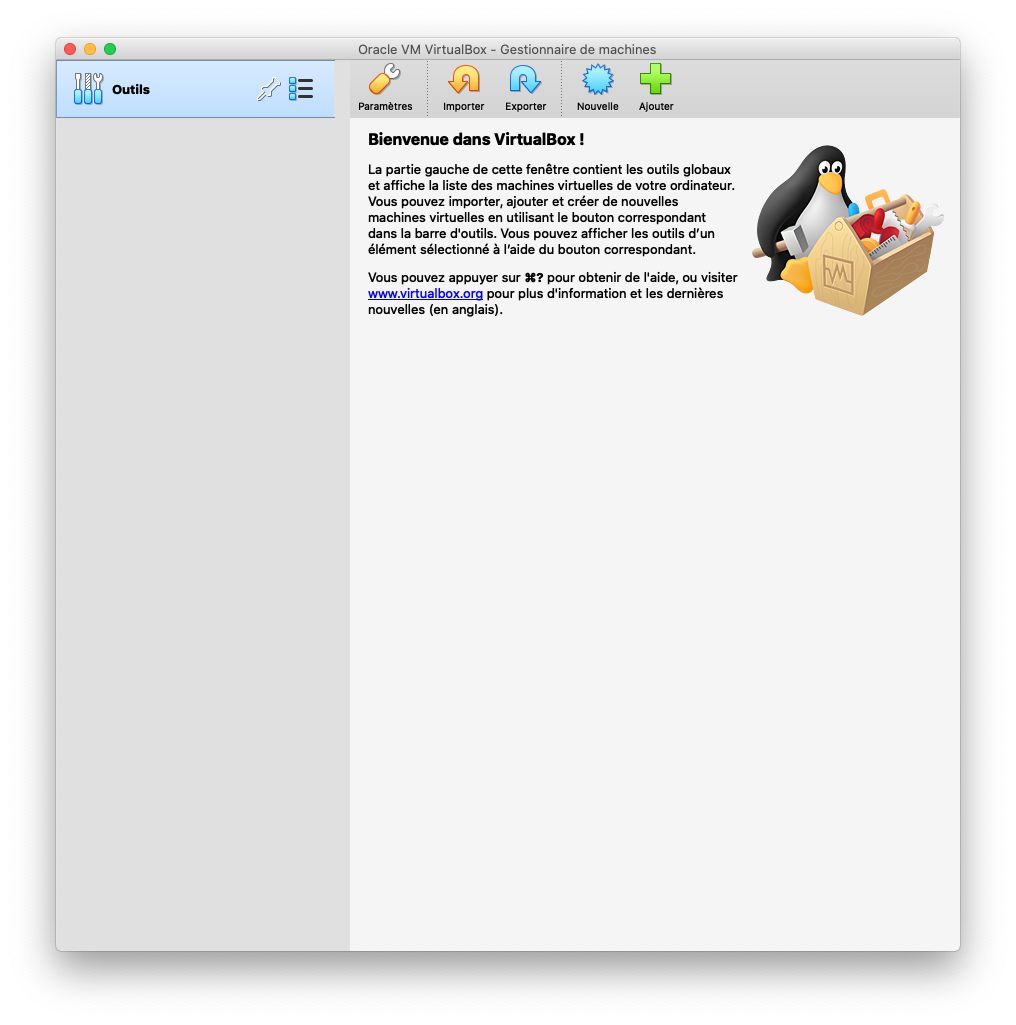 Oracle VM VirtualBox - Gestionnaire de machines
Outils
Paramètres
Importer
Exporter
Nouvelle
Ajouter
Bienvenue dans VirtualBox !
La partie gauche de cette fenêtre contient les outils globaux
et affiche la liste des machines virtuelles de votre ordinateur.
Vous pouvez importer, ajouter et créer de nouvelles
machines virtuelles en utilisant le bouton correspondant
dans la barre d'outils. Vous pouvez afficher les outils d’un
élément sélectionné à l’aide du bouton correspondant.
Vous pouvez appuyer sur ⌘? pour obtenir de l'aide, ou visiter
www.virtualbox.org pour plus d'information et les dernières
nouvelles (en anglais).